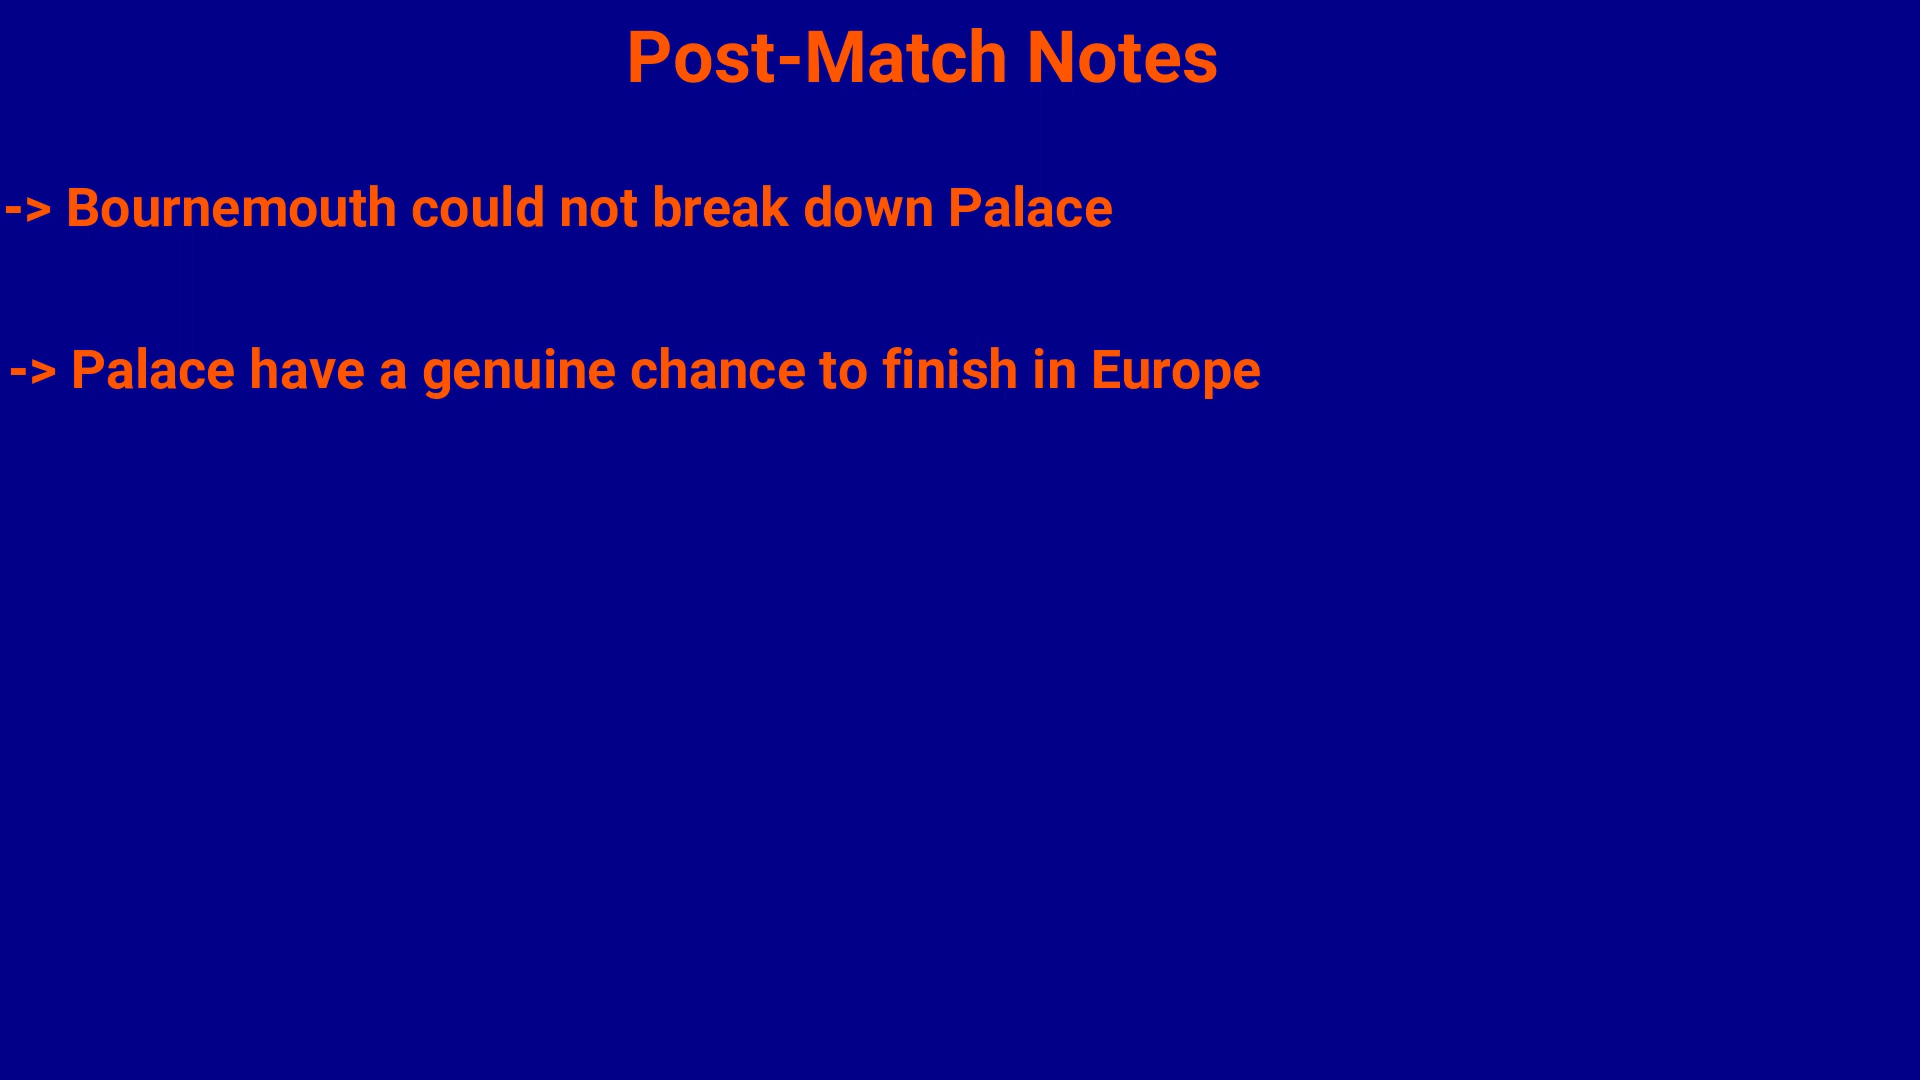 Post-Match Notes
-> Bournemouth could not break down Palace
-> Palace have a genuine chance to finish in Europe